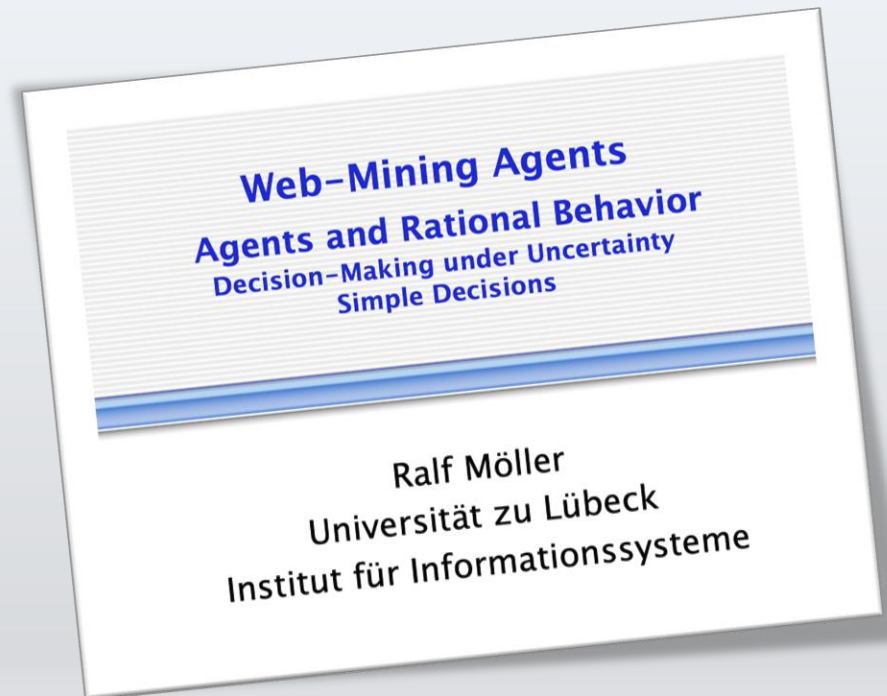 Web-Mining Agents
Agents and Rational Behavior
Decision-Making under Uncertainty
Simple Decisions
Ralf Möller
Universität zu Lübeck
Institut für Informationssysteme